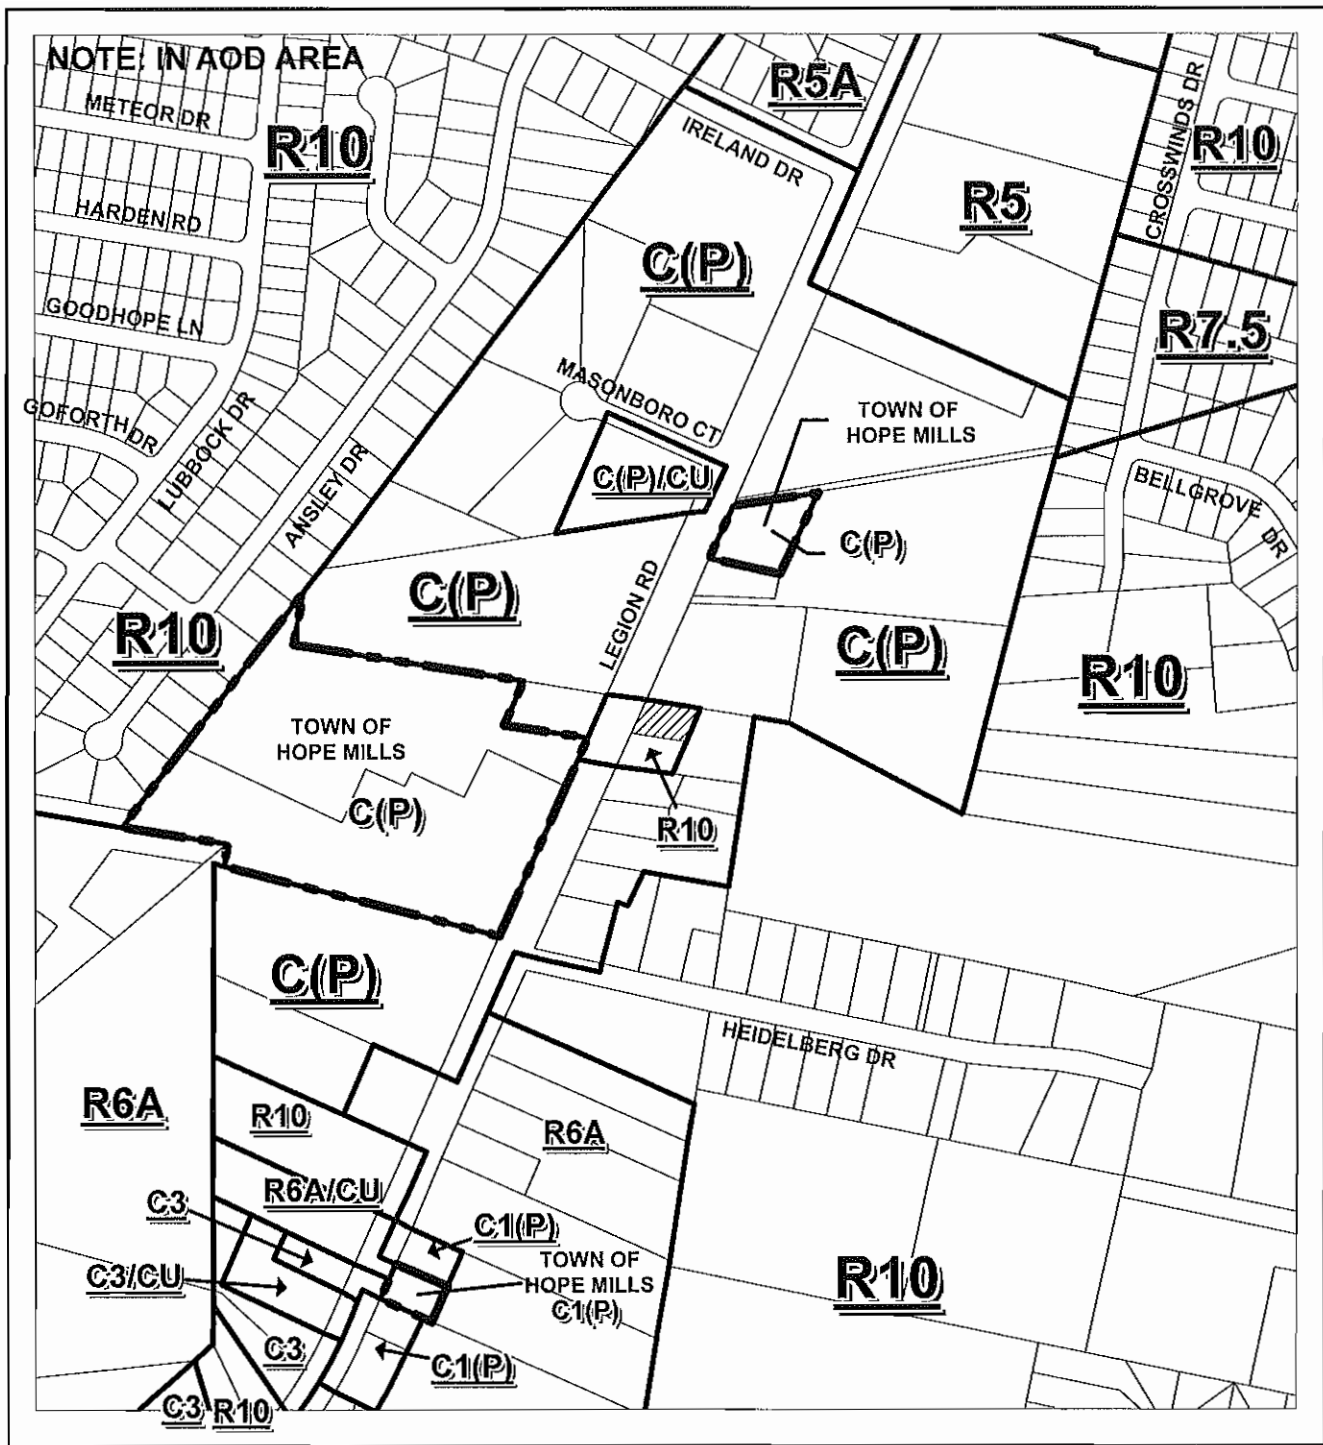 NOTE: IN AOD AREA
METEOR DR
R10
HARDEN RD
GOODHOPE LN
GOFORTH DR
LUBBOCK DR
ANSLEY DR
R10
R5A
IRELAND DR
R5
CROSSWINDS DR
R10
C(P)
R7.5
MASONBORO CT
TOWN OF
HOPE MILLS
C(P)/CU
C(P)
BELLGROVE DR
C(P)
LEGION RD
C(P)
R10
TOWN OF
HOPE MILLS
C(P)
R10
C(P)
HEIDELBERG DR
R6A
R10
R6A
R6A/CU
C3
C1(P)
TOWN OF
HOPE MILLS
C1(P)
C3/CU
R10
C3
C1(P)
C3
R10